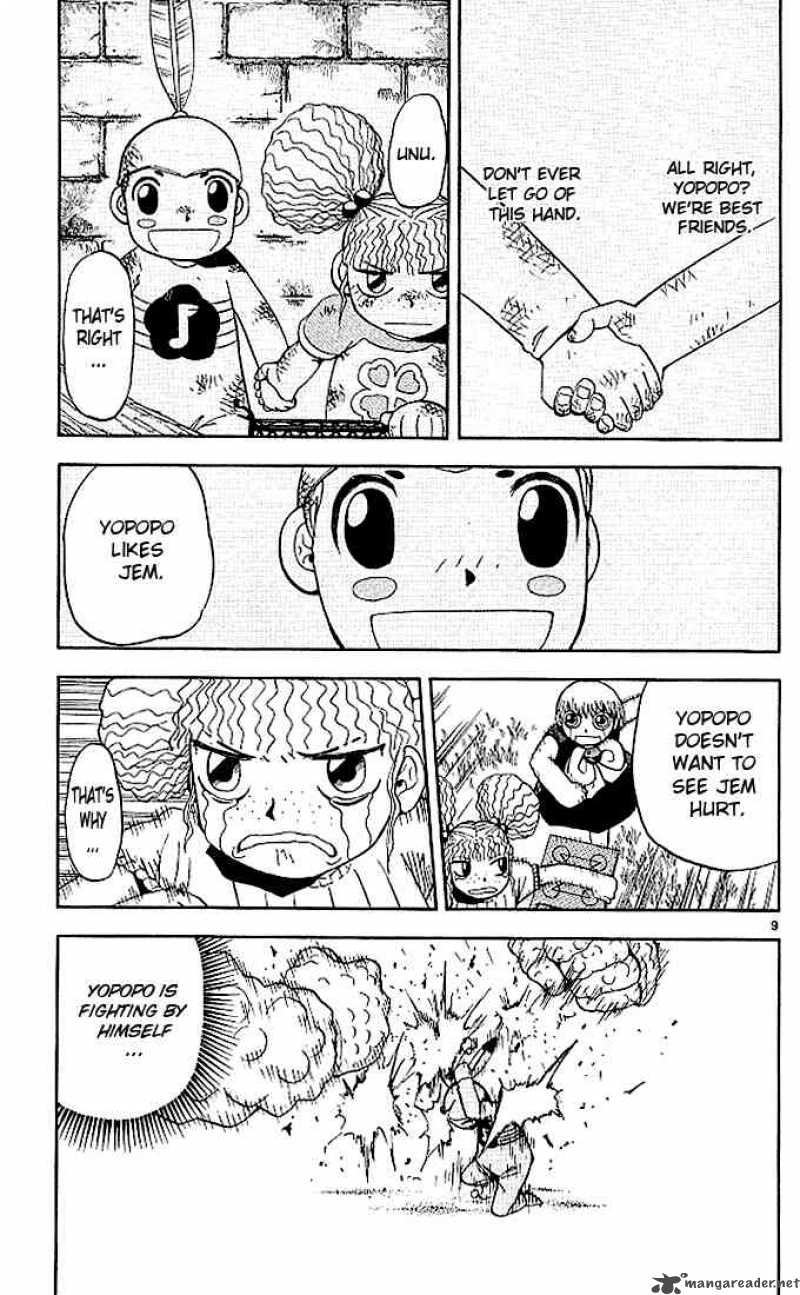 ALL RIGHT,
YOPOPO?
WE'RE BEST
FRIENDS.
DON'T EVER
LET GO OF
THIS HAND.
UNU.
THAT'S
RIGHT
...
YOPOPO
LIKES
JEM.
YOPOPO
DOESN'T
WANT TO
SEE JEM
HURT.
THAT'S
WHY
...
9
YOPOPO IS
FIGHTING BY
HIMSELF
...
mangareader.net